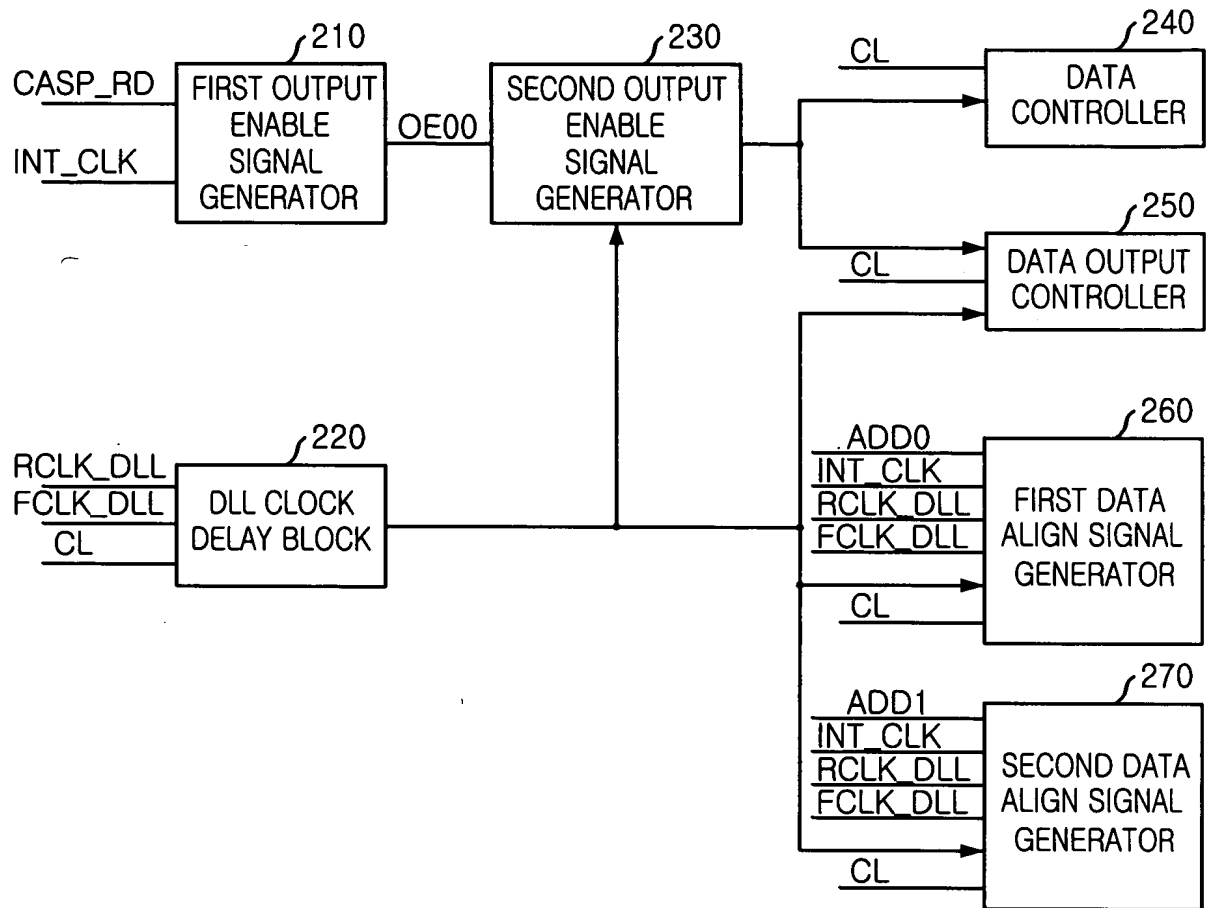 210
CASP_RD
INT_CLK
FIRST OUTPUT
ENABLE
SIGNAL
GENERATOR
OE00
230
SECOND OUTPUT
ENABLE
SIGNAL
GENERATOR
240
CL
DATA
CONTROLLER
250
CL
DATA OUTPUT
CONTROLLER
220
RCLK_DLL
FCLK_DLL
CL
DLL CLOCK
DELAY BLOCK
260
ADD0
INT_CLK
RCLK_DLL
FCLK_DLL
CL
FIRST DATA
ALIGN SIGNAL
GENERATOR
270
ADD1
INT_CLK
RCLK_DLL
FCLK_DLL
CL
SECOND DATA
ALIGN SIGNAL
GENERATOR